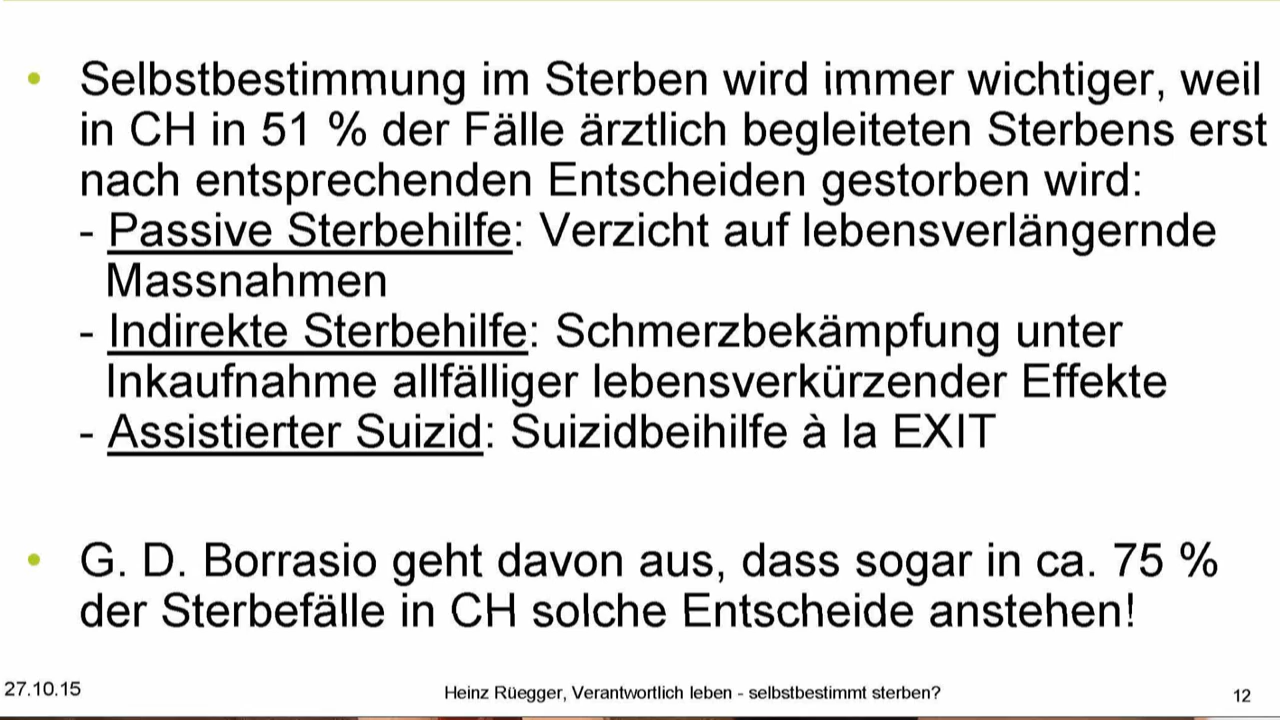 • Selbstbestimmung im Sterben wird immer wichtiger, weil
in CH in 51 % der Fälle ärztlich begleiteten Sterbens erst
nach entsprechenden Entscheiden gestorben wird:
- Passive Sterbehilfe: Verzicht auf lebensverlängernde
Massnahmen
- Indirekte Sterbehilfe: Schmerzbekämpfung unter
Inkaufnahme allfälliger lebensverkürzender Effekte
- Assistierter Suizid: Suizidbeihilfe à la EXIT
• G. D. Borrasio geht davon aus, dass sogar in ca. 75 %
der Sterbefälle in CH solche Entscheide anstehen!
27.10.15
Heinz Rüegger, Verantwortlich leben - selbstbestimmt sterben?
12